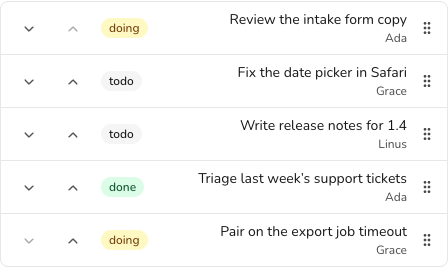 doing
Review the intake form copy
Ada
todo
Fix the date picker in Safari
Grace
todo
Write release notes for 1.4
Linus
done
Triage last week’s support tickets
Ada
doing
Pair on the export job timeout
Grace